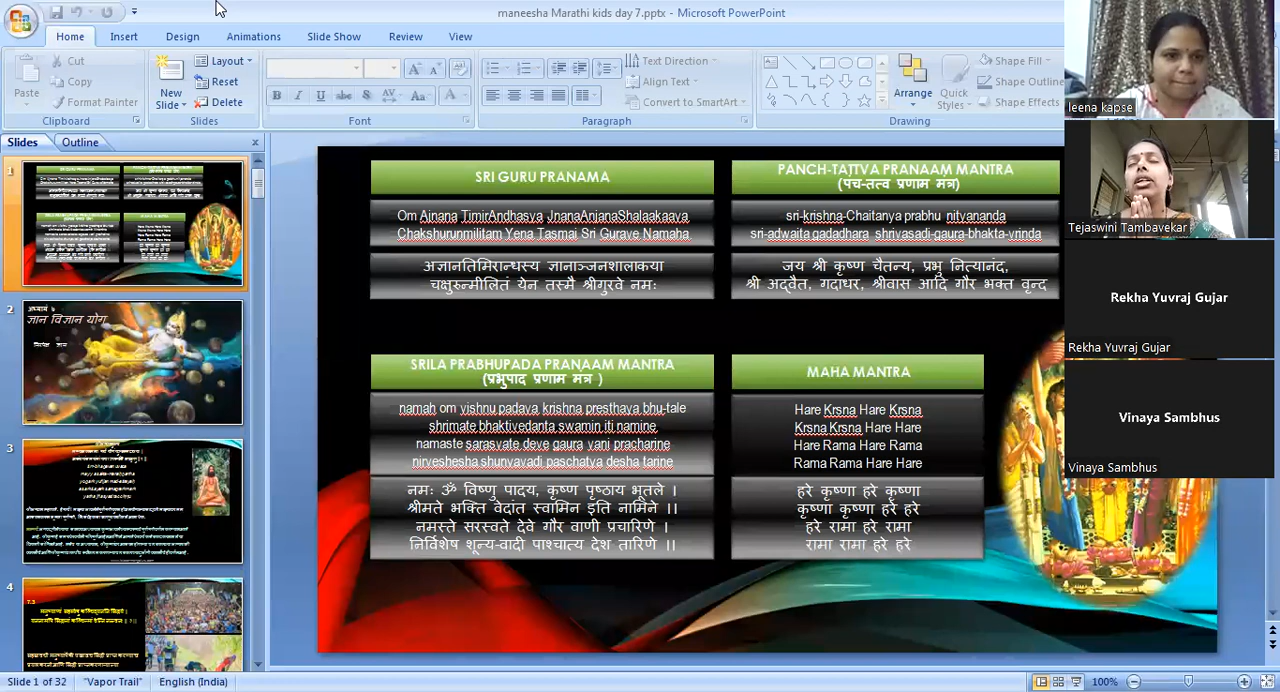 maneesha Marathi kids day 7.pptx - Microsoft PowerPoint
Home Insert Design Animations Slide Show Review View
Paste
Cut
Copy
Format Painter
Clipboard
New Slide
Layout
Reset
Delete
Slides
Font
Text Direction
Align Text
Convert to SmartArt
Paragraph
Arrange
Quick Styles
Shape Fill
Shape Outline
Shape Effects
Drawing
Slides Outline
1
2
ज्ञान विज्ञान योग
3
4
7.3
SRI GURU PRANAMA
Om Ajnana TimirAndhasya JnanaAnjanaShalaakaya
Chakshurunmilitam Yena Tasmai Sri Gurave Namaha
अज्ञानतिमिरान्धस्य ज्ञानाञ्जनशालाकया
चक्षुरुन्मीलितं येन तस्मै श्रीगुरवे नमः
PANCH-TATTVA PRANAAM MANTRA
(पंच-तत्व प्रणाम मंत्र)
sri-krishna-Chaitanya prabhu nityananda
sri-adwaita gadadhara shrivasadi-gaura-bhakta-vrinda
जय श्री कृष्ण चैतन्य, प्रभु नित्यानंद,
श्री अद्वैत, गदाधर, श्रीवास आदि गौर भक्त वृन्द
SRILA PRABHUPADA PRANAAM MANTRA
(प्रभुपाद प्रणाम मंत्र )
namah om vishnu padaya krishna presthaya bhu-tale
shrimate bhaktivedanta swamin iti namine
namaste sarasvate deve gaura vani pracharine
nirveshesha shunyavadi paschatya desha tarine
नमः ॐ विष्णु पादय, कृष्ण पृष्ठाय भूतले ।
श्रीमते भक्ति वेदांत स्वामिन इति नामिने ।।
नमस्ते सरस्वते देवे गौर वाणी प्रचारिणे ।
निर्विशेष शून्य-वादी पाश्चात्य देश तारिणे ।।
MAHA MANTRA
Hare Krsna Hare Krsna
Krsna Krsna Hare Hare
Hare Rama Hare Rama
Rama Rama Hare Hare
हरे कृष्णा हरे कृष्णा
कृष्णा कृष्णा हरे हरे
हरे रामा हरे रामा
रामा रामा हरे हरे
leena kapse
Tejaswini Tambavekar
Rekha Yuvraj Gujar
Rekha Yuvraj Gujar
Vinaya Sambhus
Vinaya Sambhus
Slide 1 of 32 "Vapor Trail" English (India) 100%